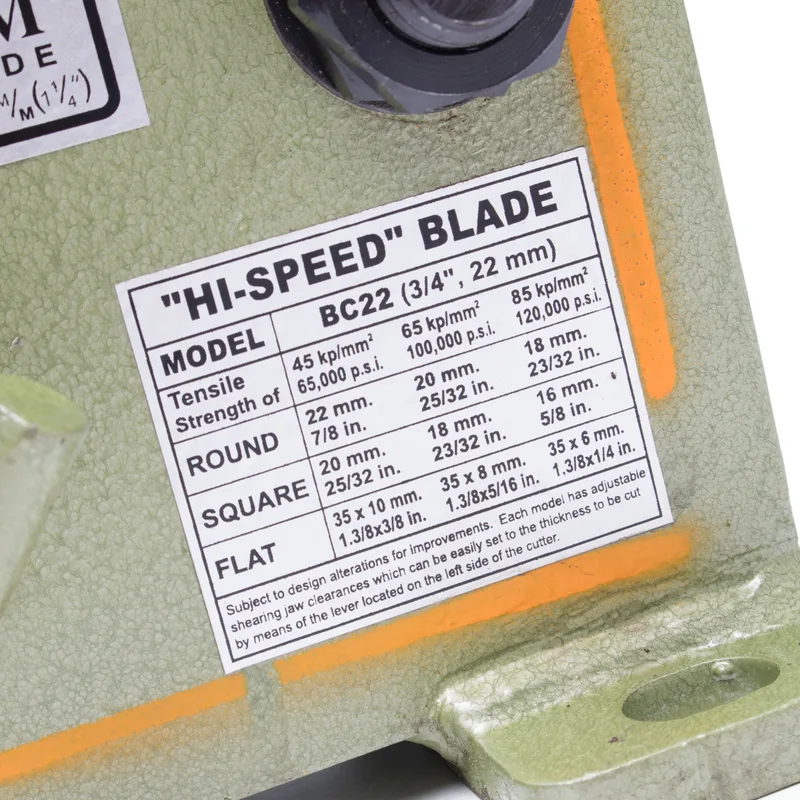 M
D E
M/M (1 1/4")
"HI-SPEED" BLADE
MODEL BC22 (3/4", 22 mm)
Tensile Strength of
45 kp/mm² 65 kp/mm² 85 kp/mm²
65,000 p.s.i. 100,000 p.s.i. 120,000 p.s.i.
ROUND
22 mm. 20 mm. 18 mm.
7/8 in. 25/32 in. 23/32 in.
SQUARE
20 mm. 18 mm. 16 mm.
25/32 in. 23/32 in. 5/8 in.
FLAT
35 x 10 mm. 35 x 8 mm. 35 x 6 mm.
1.3/8x3/8 in. 1.3/8x5/16 in. 1.3/8x1/4 in.
Subject to design alterations for improvements. Each model has adjustable
shearing jaw clearances which can be easily set to the thickness to be cut
by means of the lever located on the left side of the cutter.